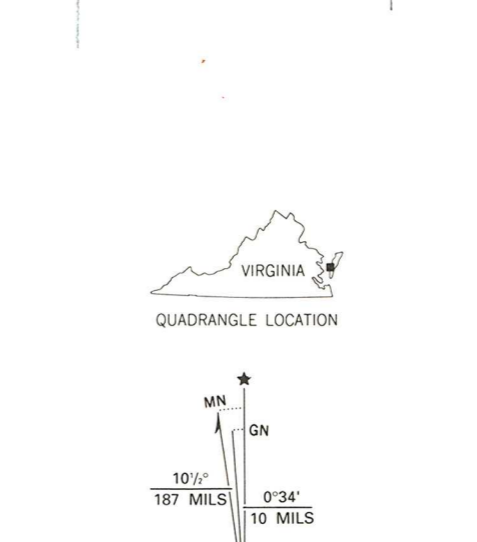 VIRGINIA
QUADRANGLE LOCATION
MN
GN
10½°
187 MILS
0°34'
10 MILS